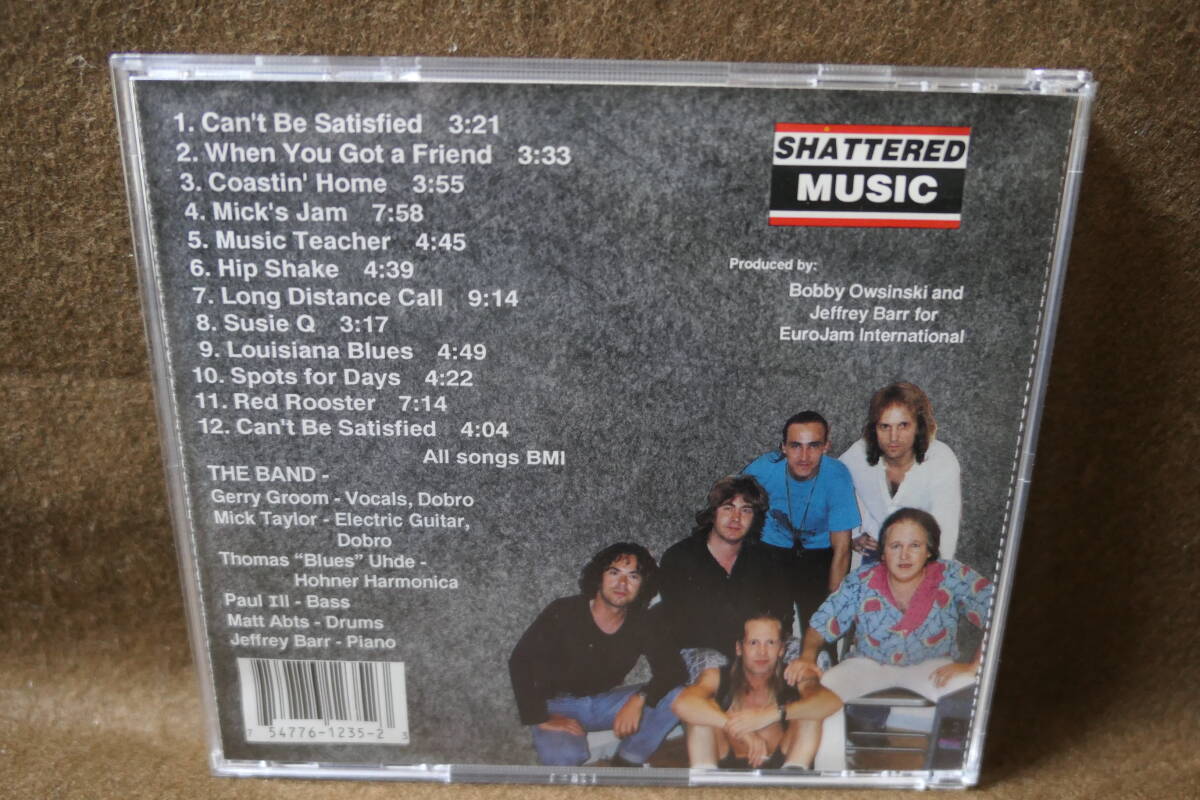 1. Can't Be Satisfied 3:21
2. When You Got a Friend 3:33
3. Coastin' Home 3:55
4. Mick's Jam 7:58
5. Music Teacher 4:45
6. Hip Shake 4:39
7. Long Distance Call 9:14
8. Susie Q 3:17
9. Louisiana Blues 4:49
10. Spots for Days 4:22
11. Red Rooster 7:14
12. Can't Be Satisfied 4:04
All songs BMI
THE BAND -
Gerry Groom - Vocals, Dobro
Mick Taylor - Electric Guitar,
Dobro
Thomas "Blues" Uhde -
Hohner Harmonica
Paul Ill - Bass
Matt Abts - Drums
Jeffrey Barr - Piano
7 54776-1235-2 3
SHATTERED
MUSIC
Produced by:
Bobby Owsinski and
Jeffrey Barr for
EuroJam International